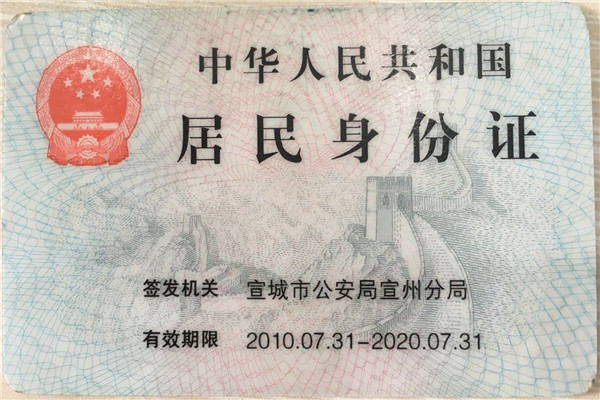 中华人民共和国
居民身份证
签发机关 宣城市公安局宣州分局
有效期限 2010.07.31-2020.07.31